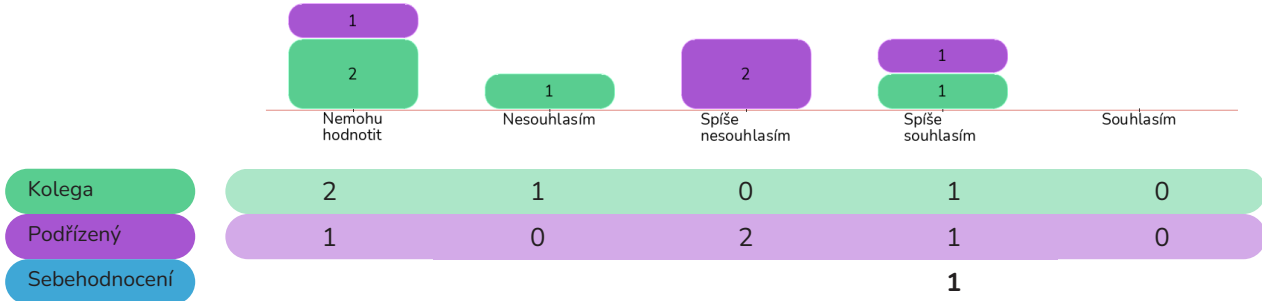 1
2
1
2
1
1
Nemohu
hodnotit
Nesouhlasím
Spíše
nesouhlasím
Spíše
souhlasím
Souhlasím
Kolega 2 1 0 1 0
Podřízený 1 0 2 1 0
Sebehodnocení 1